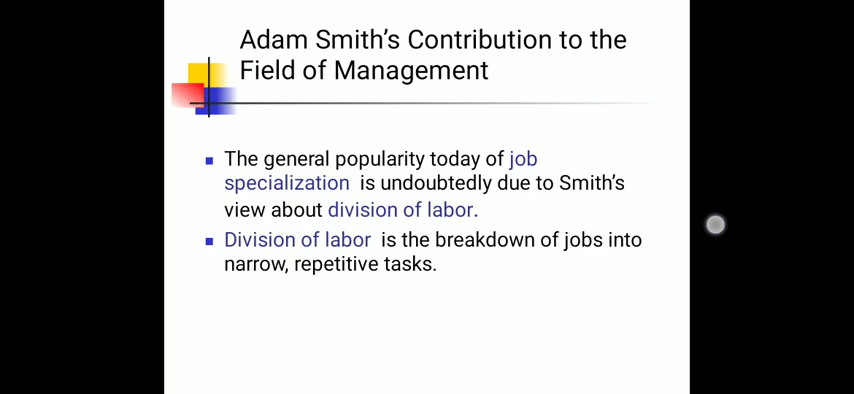 Adam Smith's Contribution to the
Field of Management
The general popularity today of job
specialization is undoubtedly due to Smith's
view about division of labor.
Division of labor is the breakdown of jobs into
narrow, repetitive tasks.